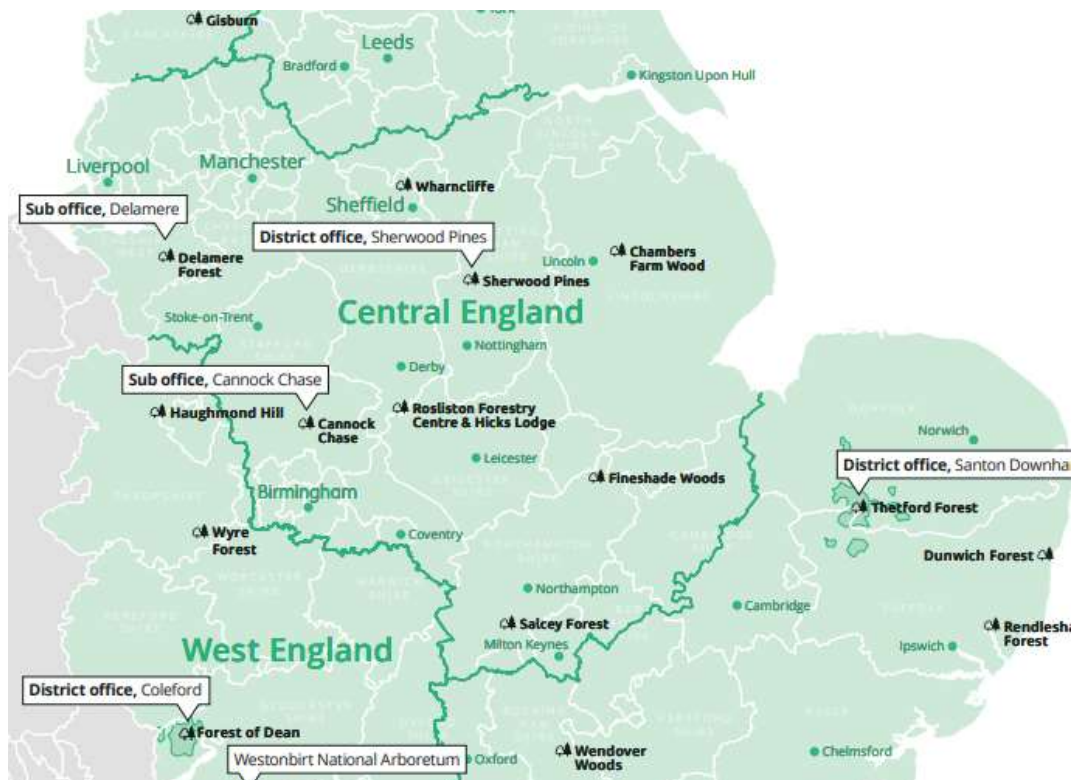 Gisburn
Leeds
Bradford
Kingston Upon Hull
Liverpool
Manchester
Wharncliffe
Sub office, Delamere
Sheffield
District office, Sherwood Pines
Delamere
Forest
Lincoln
Chambers
Farm Wood
Sherwood Pines
Central England
Stoke-on-Trent
Nottingham
Derby
Sub office, Cannock Chase
Haughmond Hill
Cannock
Chase
Rosliston Forestry
Centre & Hicks Lodge
Norwich
Leicester
District office, Santon Downha
Fineshade Woods
Birmingham
Thetford Forest
Wyre
Forest
Coventry
Dunwich Forest
Northampton
Cambridge
Salcey Forest
Rendlesha
Forest
West England
Milton Keynes
Ipswich
District office, Coleford
Forest of Dean
Westonbirt National Arboretum
Oxford
Wendover
Woods
Chelmsford